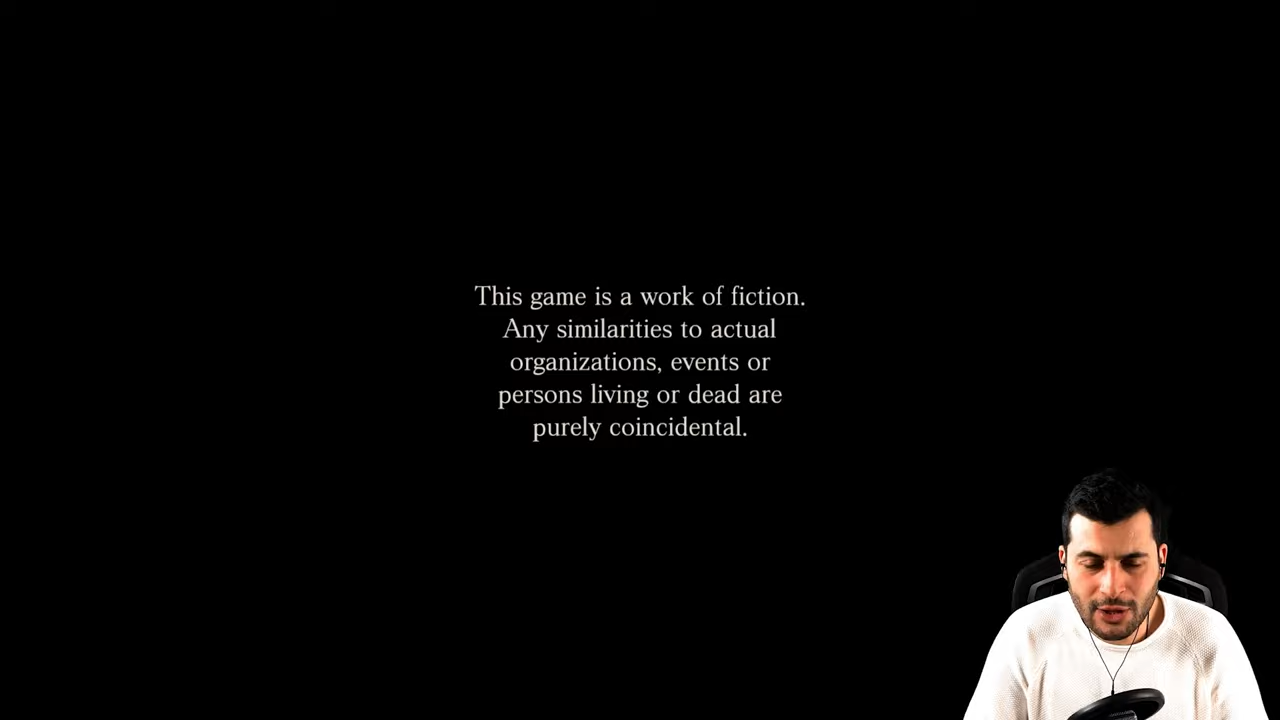 This game is a work of fiction.
Any similarities to actual
organizations, events or
persons living or dead are
purely coincidental.